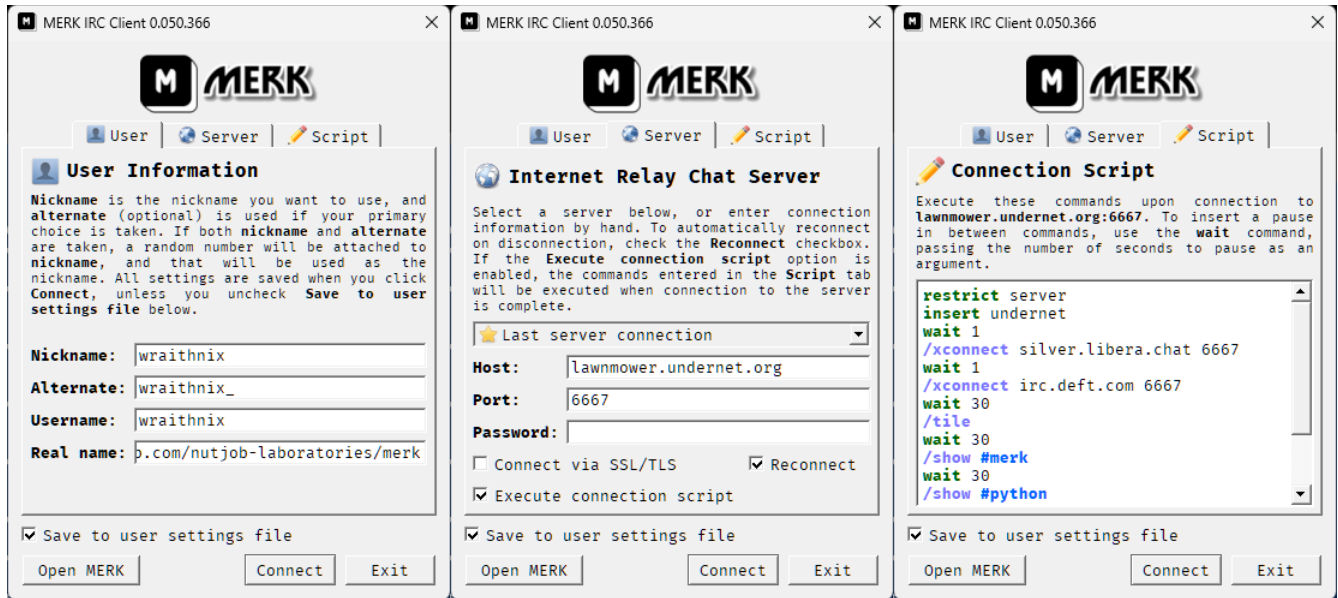 MERK IRC Client 0.050.366
M MERK
User
Server
Script
User Information
Nickname is the nickname you want to use, and
alternate (optional) is used if your primary
choice is taken. If both nickname and alternate
are taken, a random number will be attached to
nickname, and that will be used as the
nickname. All settings are saved when you click
Connect, unless you uncheck Save to user
settings file below.
Nickname: wraithnix
Alternate: wraithnix_
Username: wraithnix
Real name: .com/nutjob-laboratories/merk
Save to user settings file
Open MERK
Connect
Exit
MERK IRC Client 0.050.366
M MERK
User
Server
Script
Internet Relay Chat Server
Select a server below, or enter connection
information by hand. To automatically reconnect
on disconnection, check the Reconnect checkbox.
If the Execute connection script option is
enabled, the commands entered in the Script tab
will be executed when connection to the server
is complete.
Last server connection
Host: lawnmower.undernet.org
Port: 6667
Password:
Connect via SSL/TLS
Reconnect
Execute connection script
Save to user settings file
Open MERK
Connect
Exit
MERK IRC Client 0.050.366
M MERK
User
Server
Script
Connection Script
Execute these commands upon connection to
lawnmower.undernet.org:6667. To insert a pause
in between commands, use the wait command,
passing the number of seconds to pause as an
argument.
restrict server
insert undernet
wait 1
/xconnect silver.libera.chat 6667
wait 1
/xconnect irc.deft.com 6667
wait 30
/tile
wait 30
/show #merk
wait 30
/show #python
Save to user settings file
Open MERK
Connect
Exit